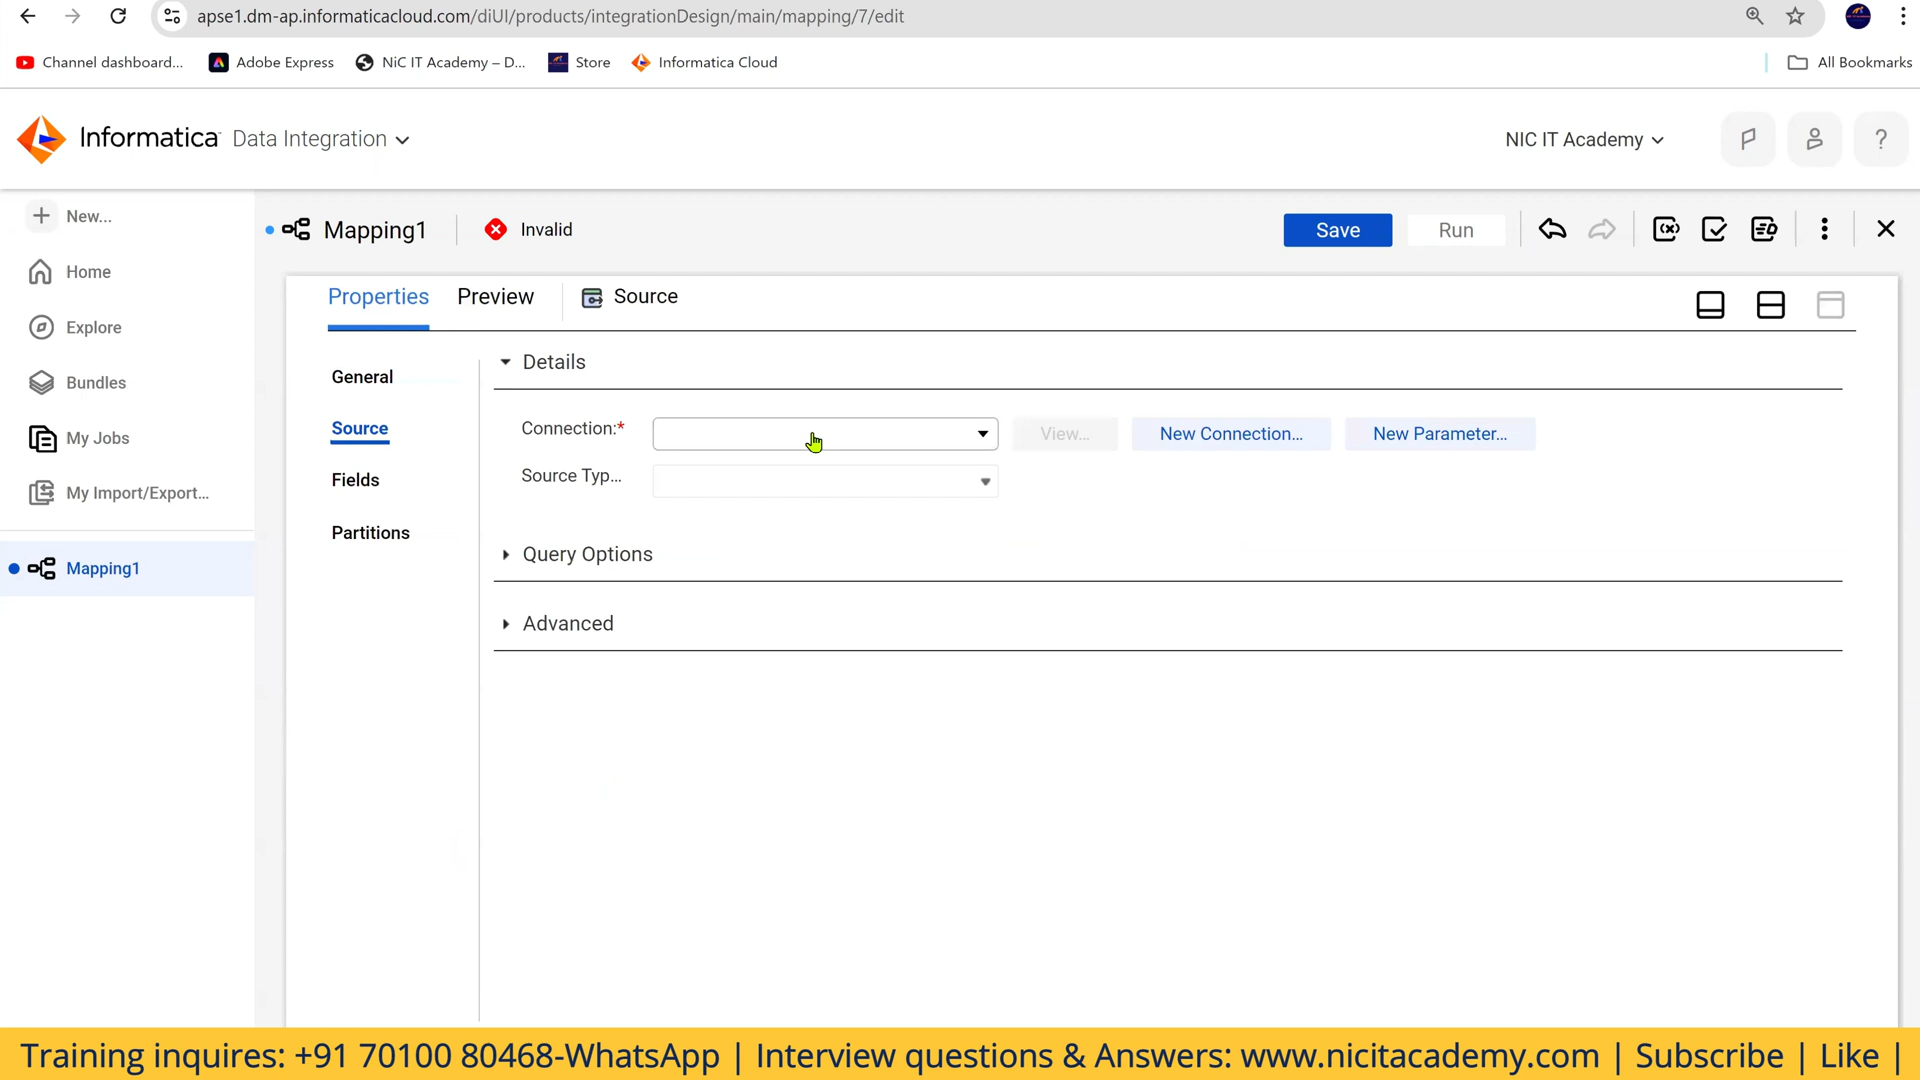 apse1.dm-ap.informaticacloud.com/diUI/products/integrationDesign/main/mapping/7/edit
Channel dashboard... Adobe Express NiC IT Academy – D... Store Informatica Cloud All Bookmarks
Informatica Data Integration NIC IT Academy ?
New...
Home
Explore
Bundles
My Jobs
My Import/Export...
Mapping1
Mapping1 Invalid Save Run
Properties Preview Source
General
Source
Fields
Partitions
Details
Connection:* View... New Connection... New Parameter...
Source Typ...
Query Options
Advanced
Training inquires: +91 70100 80468-WhatsApp | Interview questions & Answers: www.nicitacademy.com | Subscribe | Like |